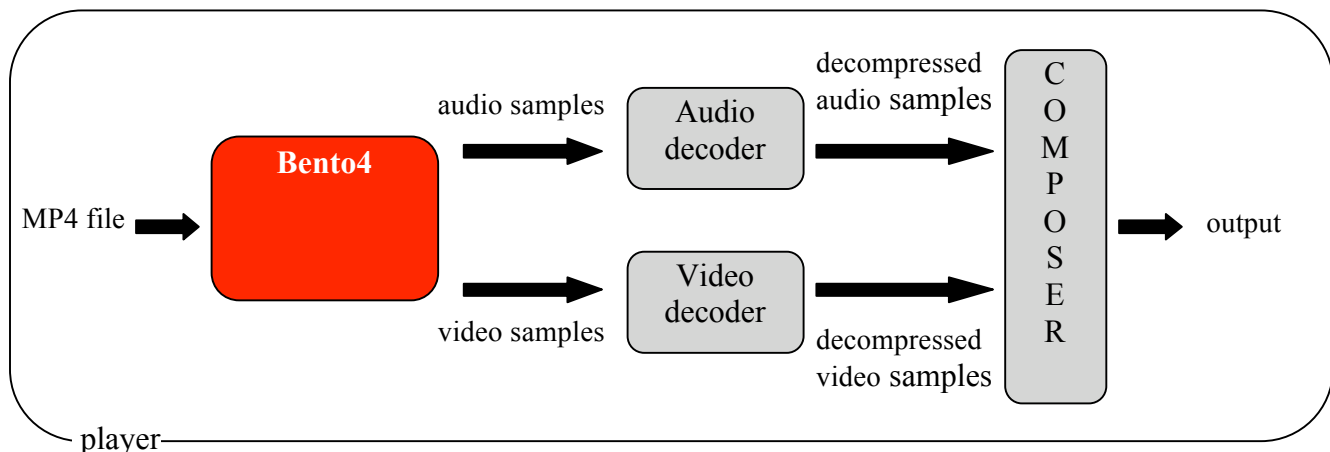 MP4 file
Bento4
audio samples
video samples
Audio
decoder
Video
decoder
decompressed
audio samples
decompressed
video samples
C
O
M
P
O
S
E
R
output
player